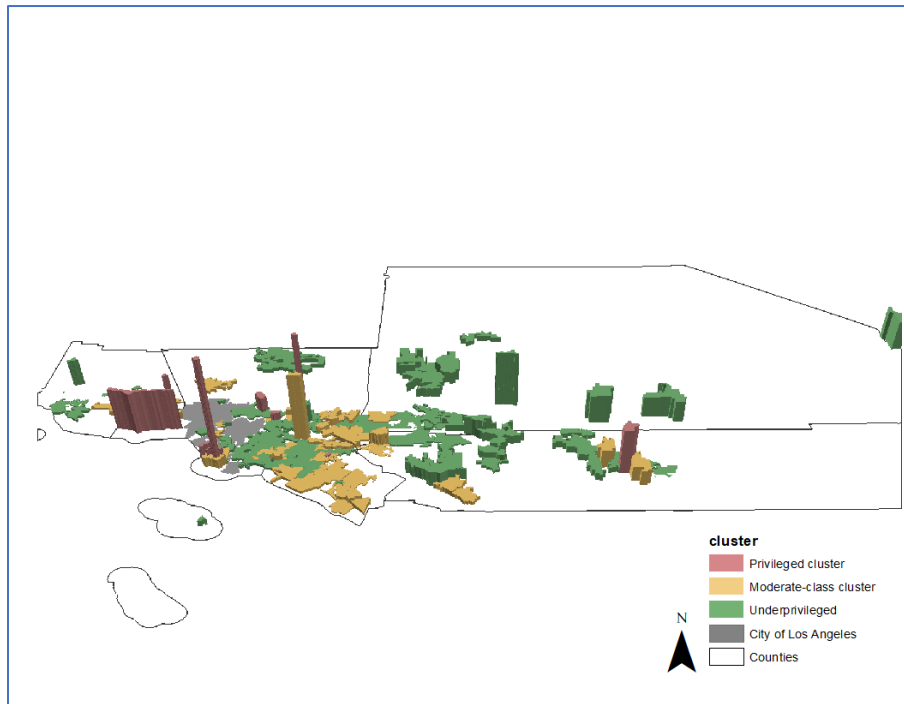 cluster
Privileged cluster
Moderate-class cluster
Underprivileged
City of Los Angeles
Counties
N